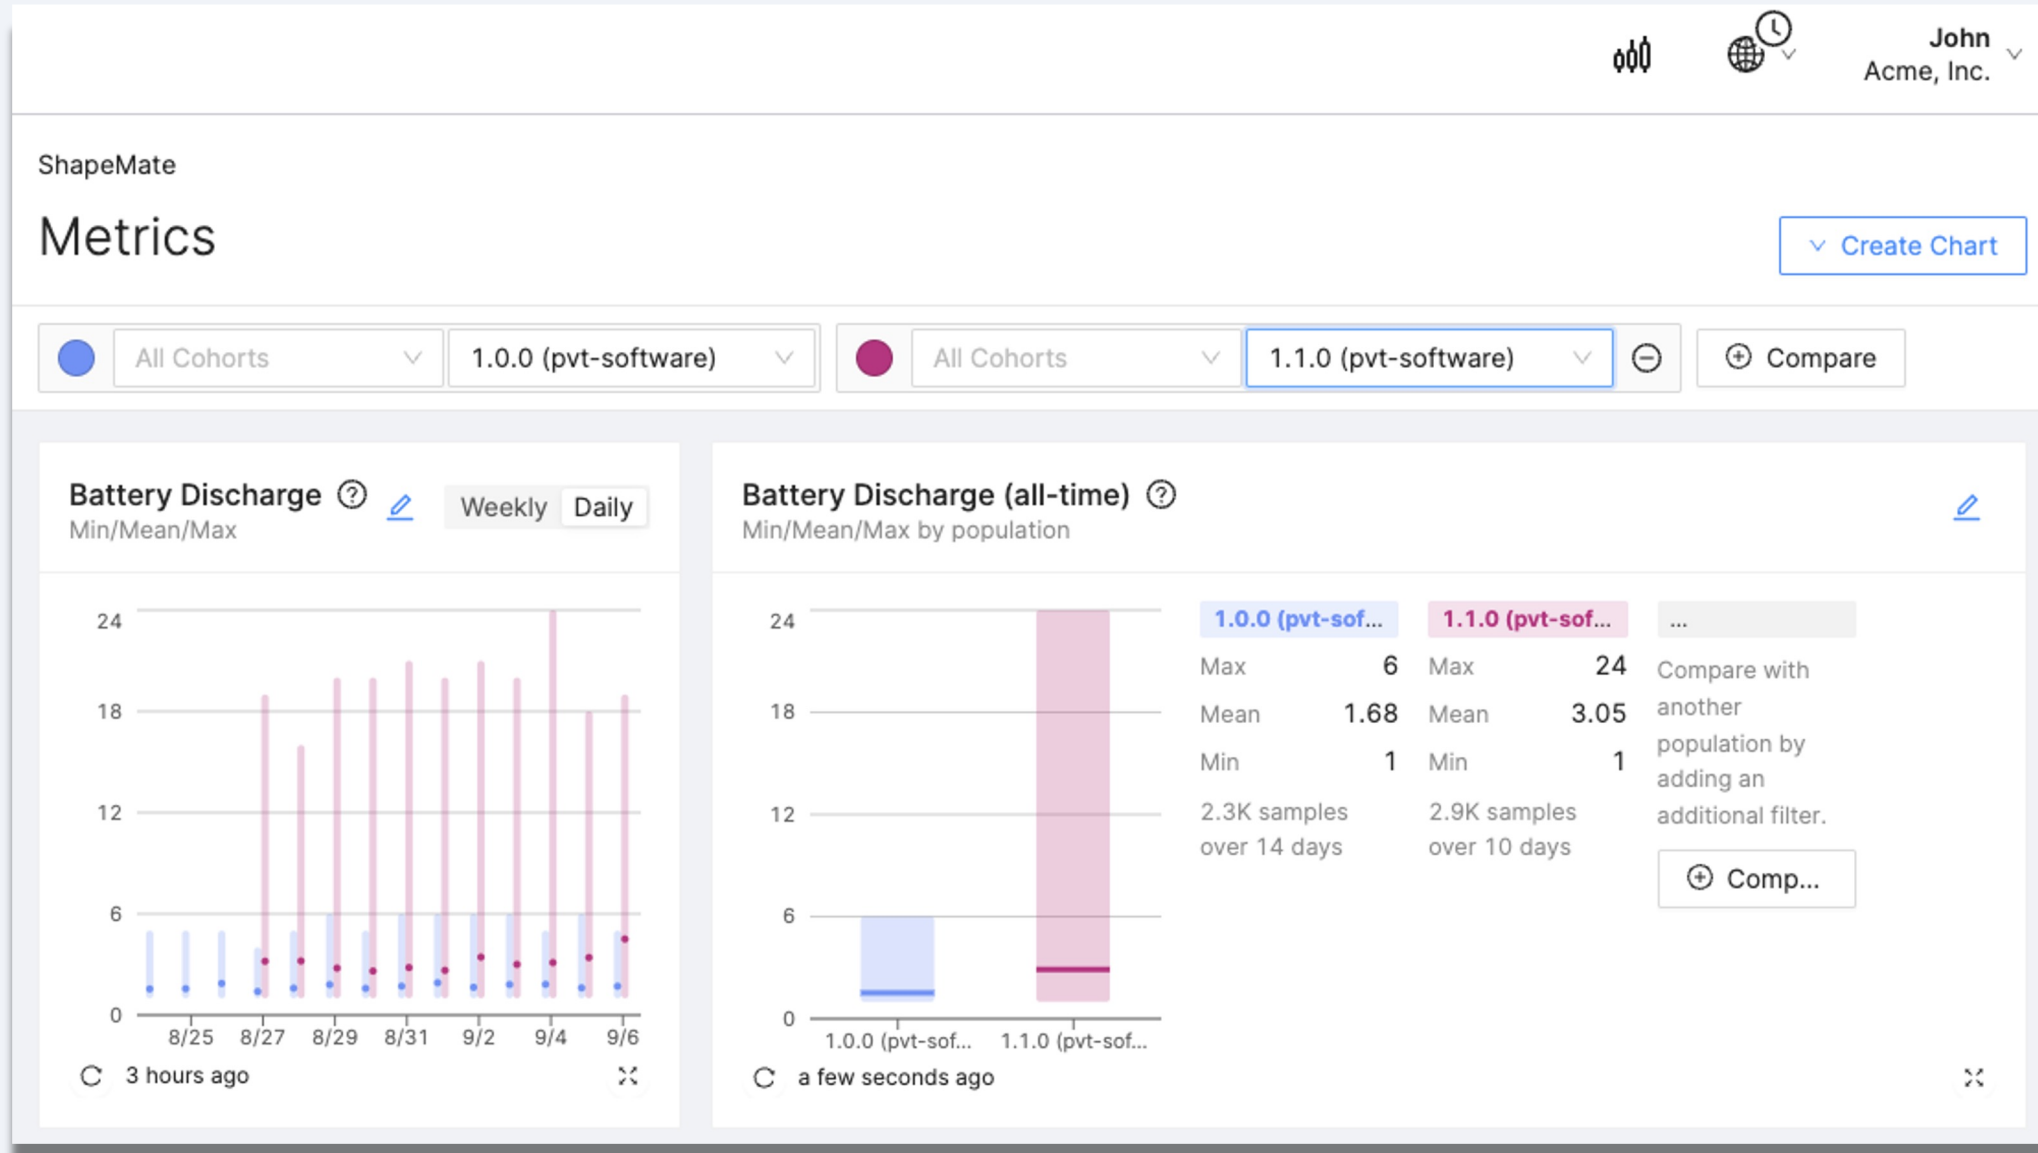 John
Acme, Inc.
ShapeMate
Metrics
Create Chart
All Cohorts
1.0.0 (pvt-software)
All Cohorts
1.1.0 (pvt-software)
Compare
Battery Discharge
Min/Mean/Max
Weekly
Daily
24
18
12
6
0
8/25 8/27 8/29 8/31 9/2 9/4 9/6
3 hours ago
Battery Discharge (all-time)
Min/Mean/Max by population
24
18
12
6
0
1.0.0 (pvt-sof... 1.1.0 (pvt-sof...
a few seconds ago
1.0.0 (pvt-sof...
Max 6
Mean 1.68
Min 1
2.3K samples
over 14 days
1.1.0 (pvt-sof...
Max 24
Mean 3.05
Min 1
2.9K samples
over 10 days
...
Compare with
another
population by
adding an
additional filter.
Comp...